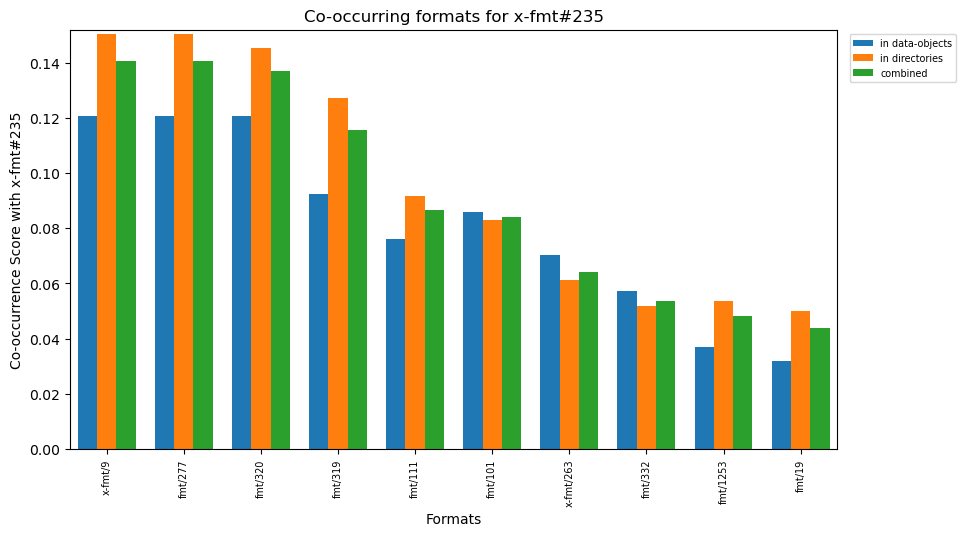 Co-occurring formats for x-fmt#235
in data-objects
in directories
combined
Co-occurrence Score with x-fmt#235
0.14
0.12
0.10
0.08
0.06
0.04
0.02
0.00
x-fmt/9
fmt/277
fmt/320
fmt/319
fmt/111
fmt/101
x-fmt/263
fmt/332
fmt/1253
fmt/19
Formats